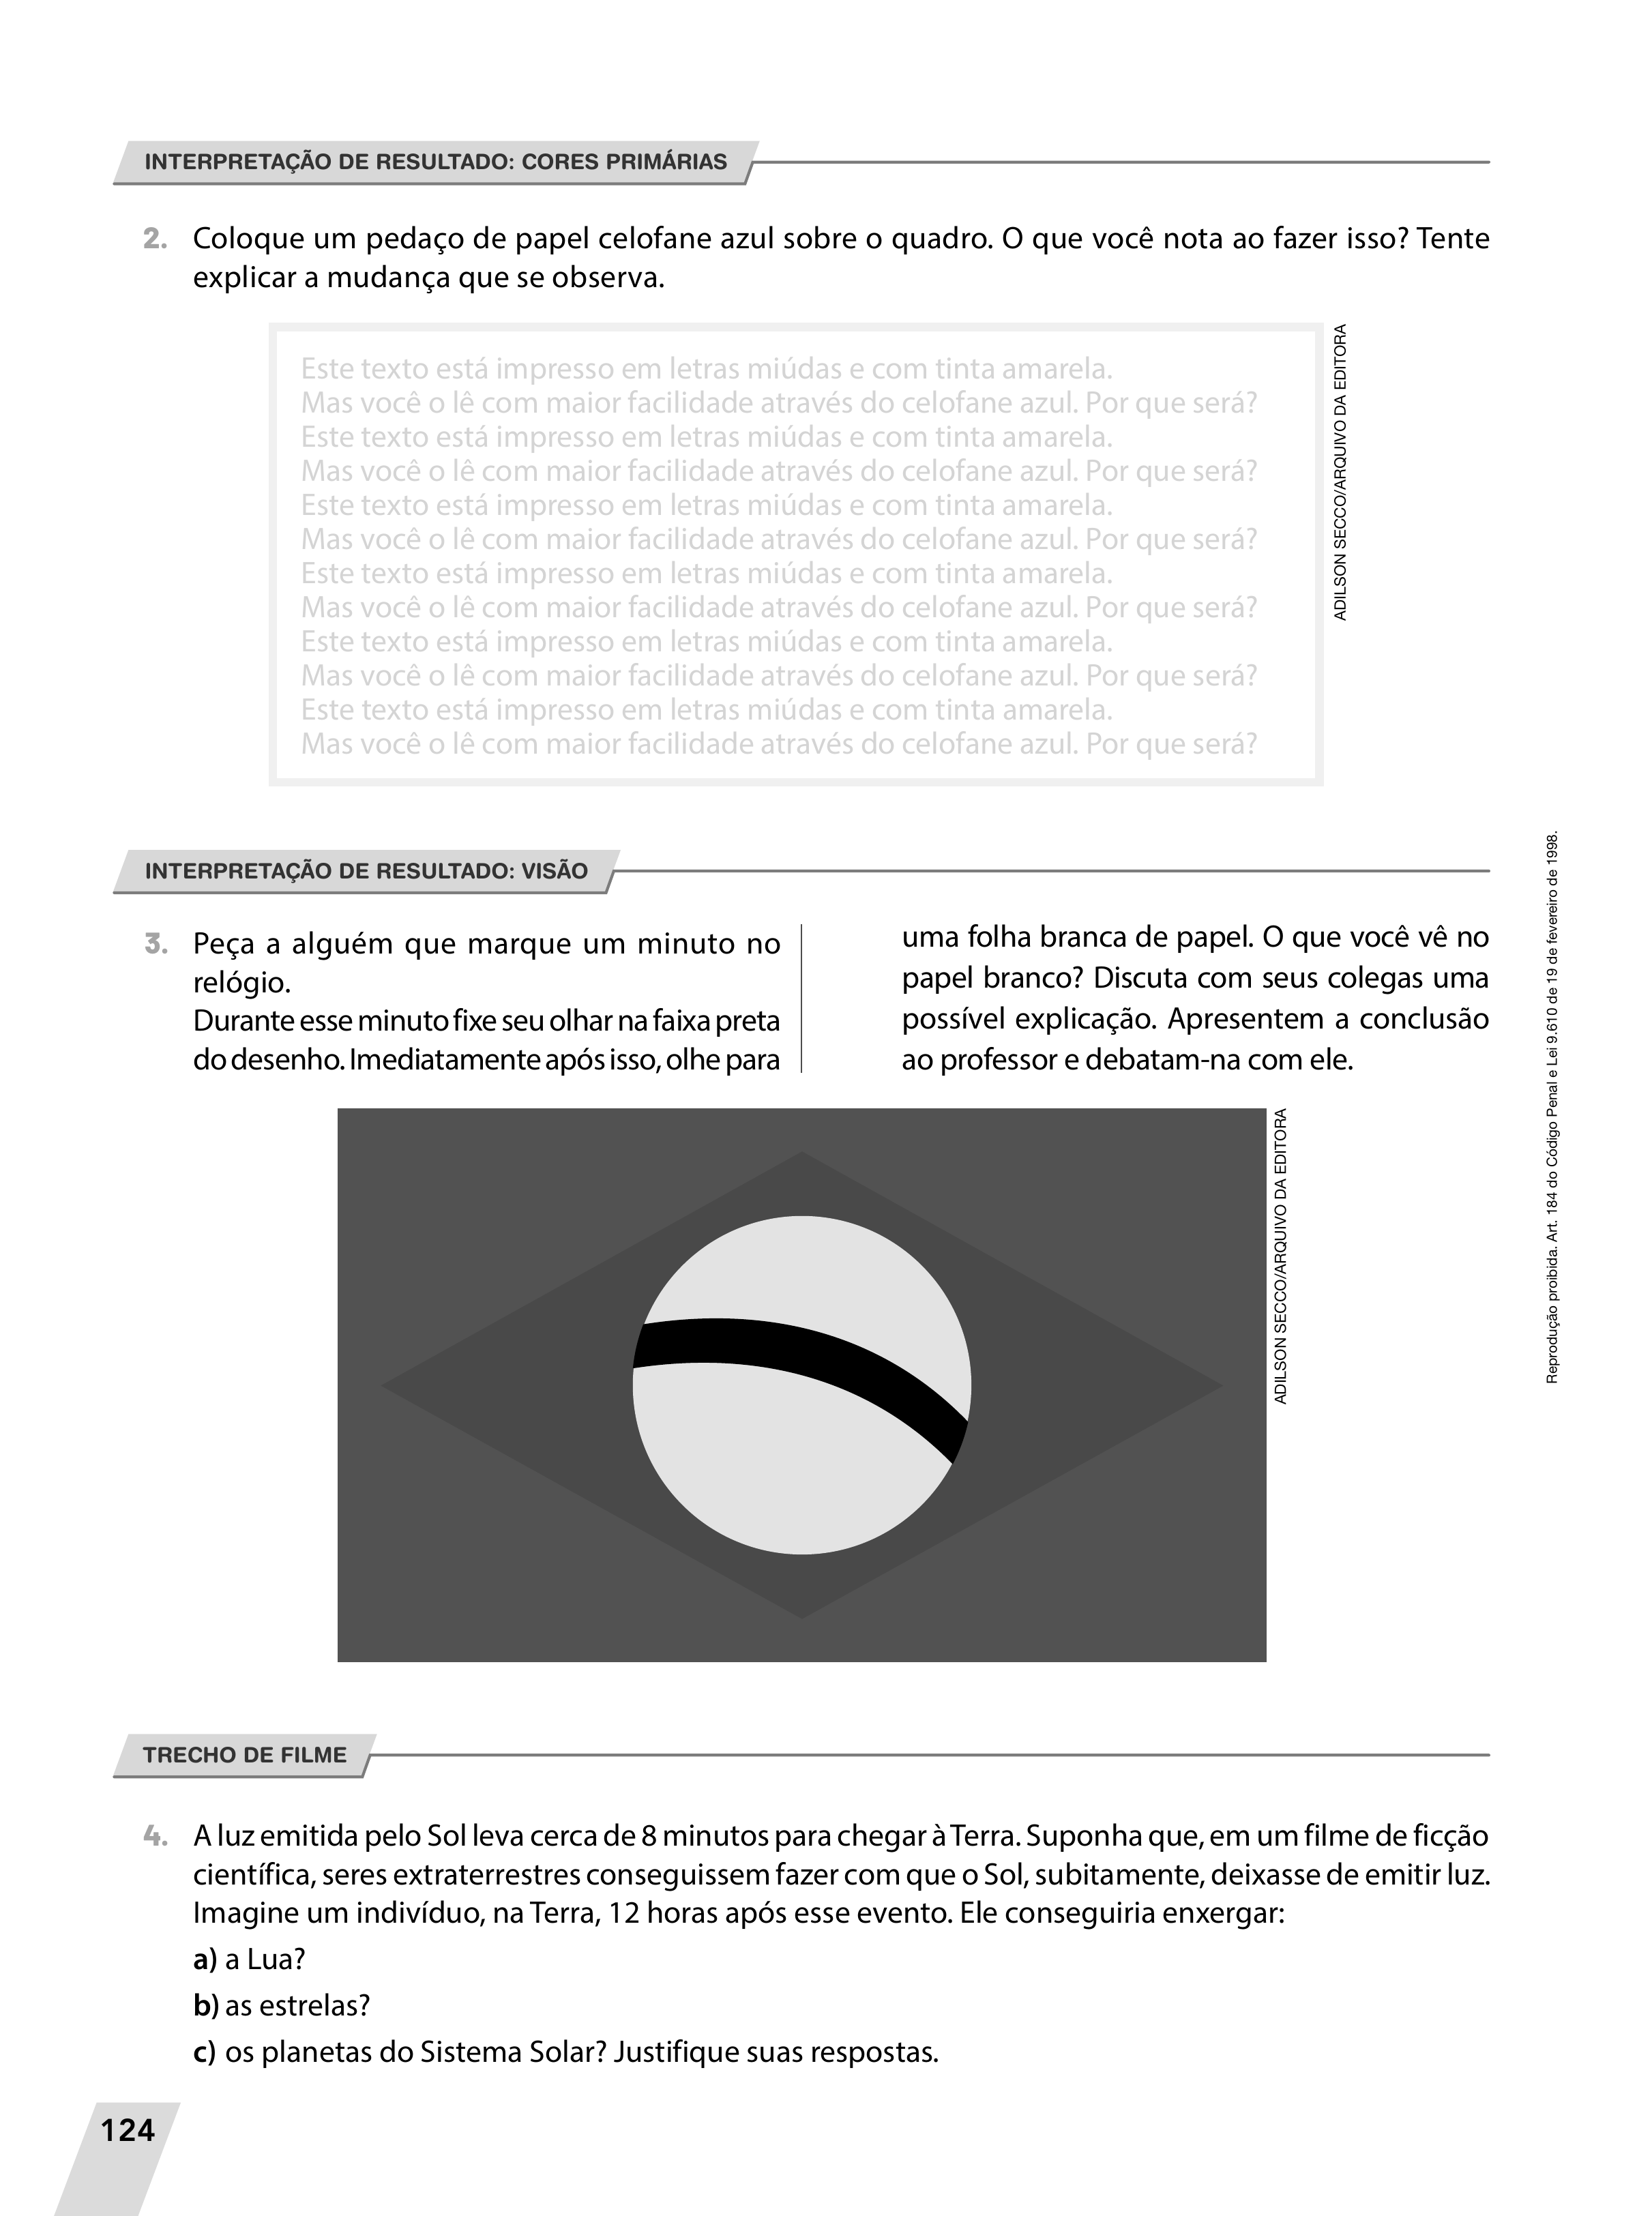 INTERPRETAÇÃO DE RESULTADO: CORES PRIMÁRIAS
2. Coloque um pedaço de papel celofane azul sobre o quadro. O que você nota ao fazer isso? Tente
explicar a mudança que se observa.
Este texto está impresso em letras miúdas e com tinta amarela.
Mas você o lê com maior facilidade através do celofane azul. Por que será?
Este texto está impresso em letras miúdas e com tinta amarela.
Mas você o lê com maior facilidade através do celofane azul. Por que será?
Este texto está impresso em letras miúdas e com tinta amarela.
Mas você o lê com maior facilidade através do celofane azul. Por que será?
Este texto está impresso em letras miúdas e com tinta amarela.
Mas você o lê com maior facilidade através do celofane azul. Por que será?
Este texto está impresso em letras miúdas e com tinta amarela.
Mas você o lê com maior facilidade através do celofane azul. Por que será?
Este texto está impresso em letras miúdas e com tinta amarela.
Mas você o lê com maior facilidade através do celofane azul. Por que será?
ADILSON SECCO/ARQUIVO DA EDITORA
INTERPRETAÇÃO DE RESULTADO: VISÃO
3. Peça a alguém que marque um minuto no
relógio.
Durante esse minuto fixe seu olhar na faixa preta
do desenho. Imediatamente após isso, olhe para
uma folha branca de papel. O que você vê no
papel branco? Discuta com seus colegas uma
possível explicação. Apresentem a conclusão
ao professor e debatam-na com ele.
ADILSON SECCO/ARQUIVO DA EDITORA
Reprodução proibida. Art. 184 do Código Penal e Lei 9.610 de 19 de fevereiro de 1998.
TRECHO DE FILME
4. A luz emitida pelo Sol leva cerca de 8 minutos para chegar à Terra. Suponha que, em um filme de ficção
científica, seres extraterrestres conseguissem fazer com que o Sol, subitamente, deixasse de emitir luz.
Imagine um indivíduo, na Terra, 12 horas após esse evento. Ele conseguiria enxergar:
a) a Lua?
b) as estrelas?
c) os planetas do Sistema Solar? Justifique suas respostas.
124